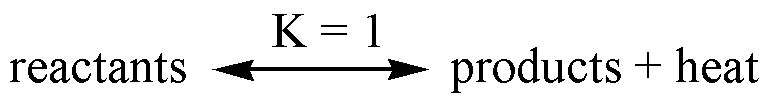 K = 1
reactants ⟷ products + heat